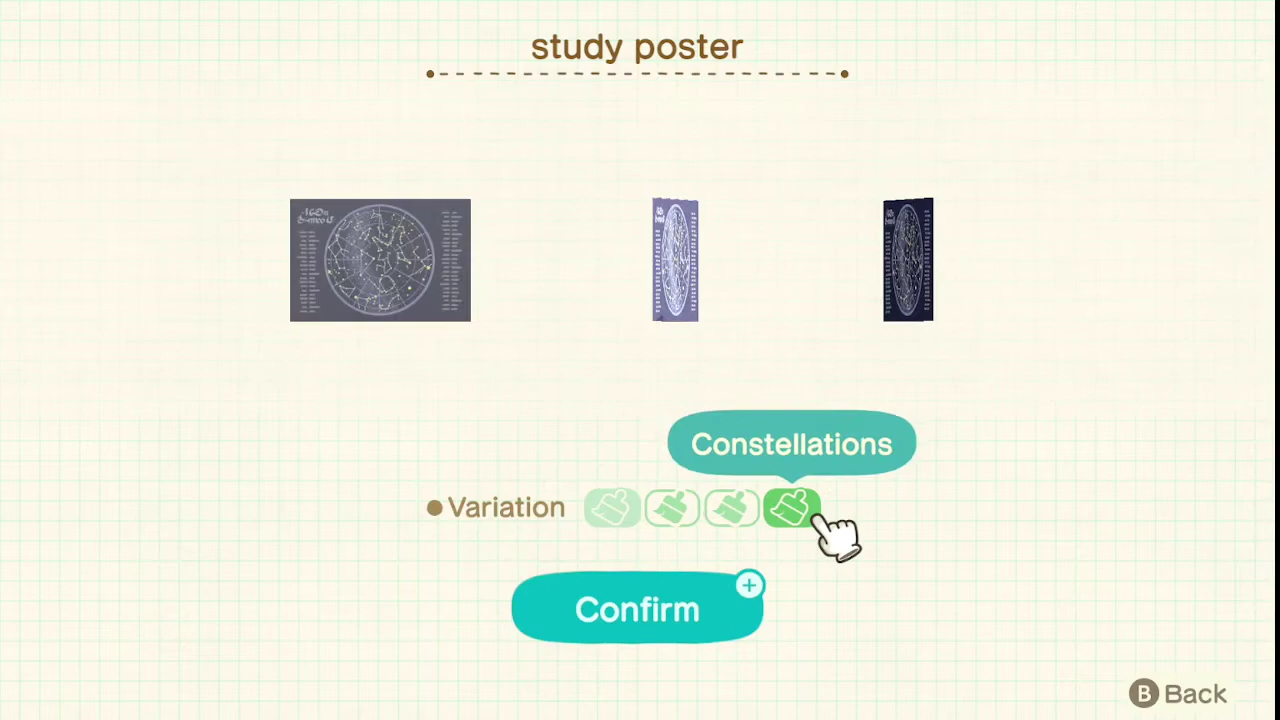 study poster
Constellations
Variation
Confirm
B Back